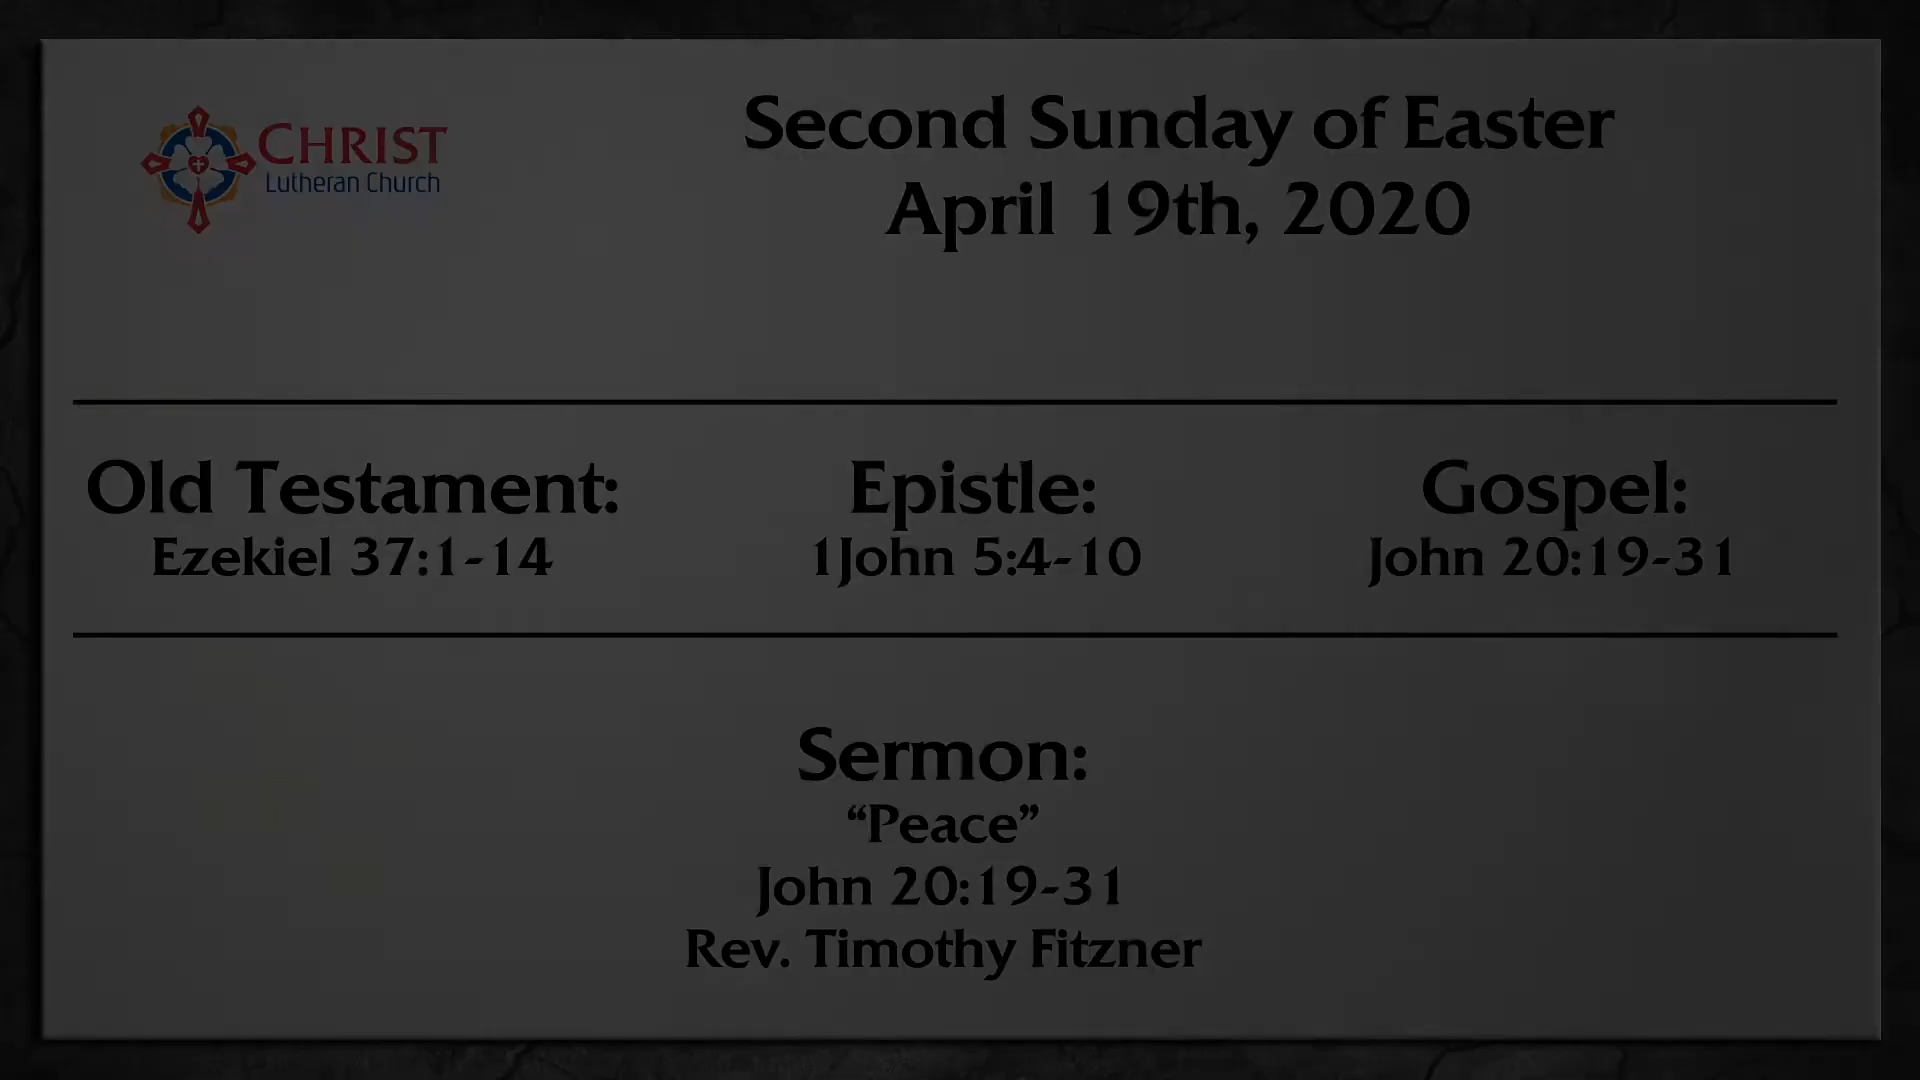 CHRIST
Lutheran Church
Second Sunday of Easter
April 19th, 2020
Old Testament:
Ezekiel 37:1-14
Epistle:
1John 5:4-10
Gospel:
John 20:19-31
Sermon:
“Peace”
John 20:19-31
Rev. Timothy Fitzner